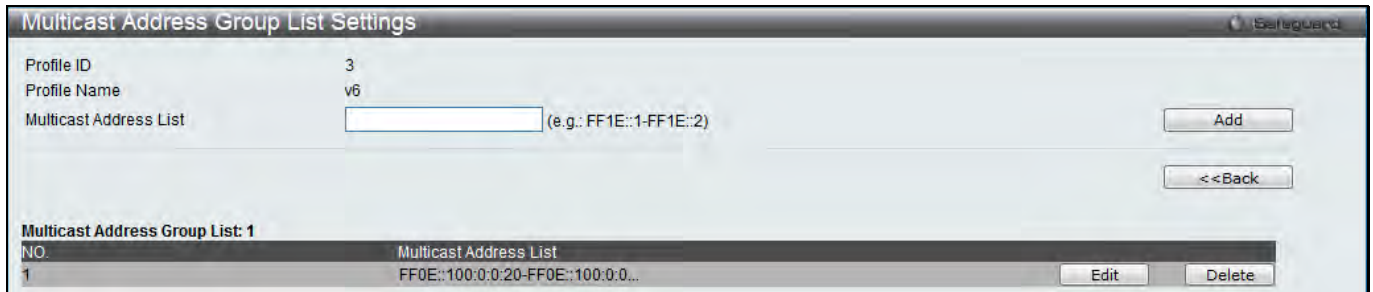 Multicast Address Group List Settings
Safeguard
Profile ID 3
Profile Name v6
Multicast Address List (e.g.: FF1E::1-FF1E::2) Add
<<Back
Multicast Address Group List: 1
NO. Multicast Address List
1 FF0E::100:0:0:20-FF0E::100:0:0... Edit Delete